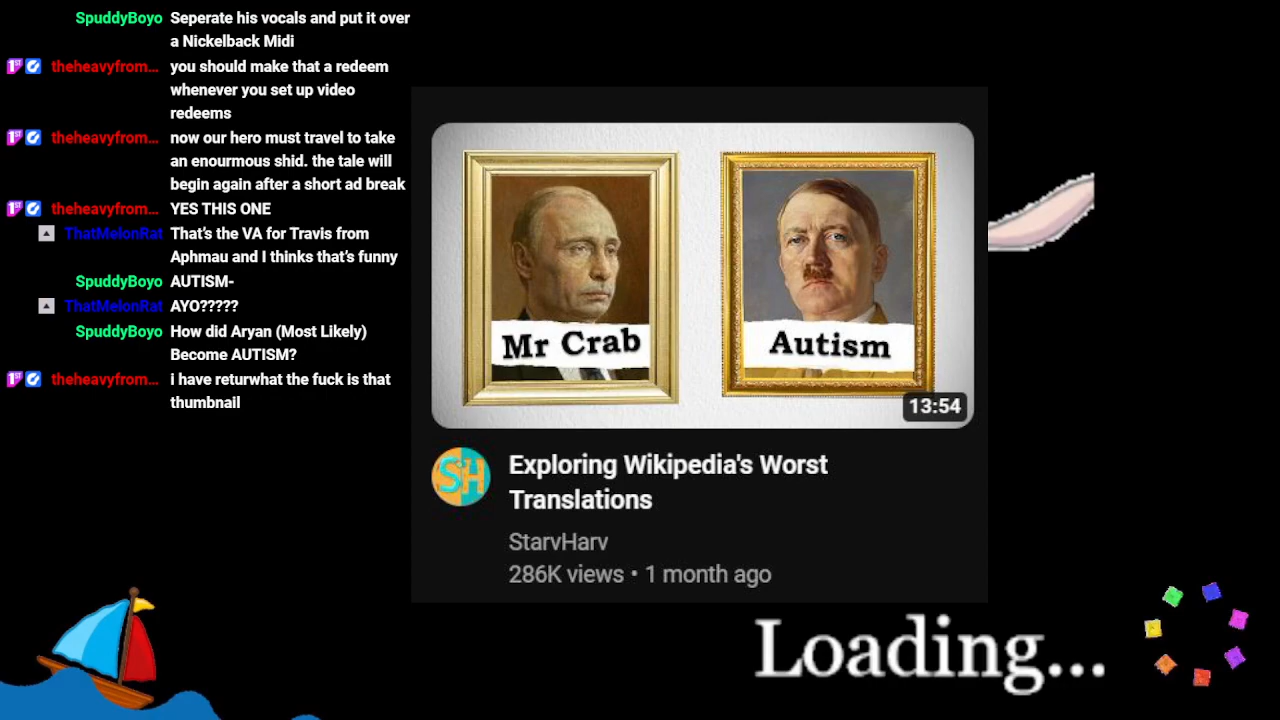 SpuddyBoyo Seperate his vocals and put it over
a Nickelback Midi
theheavyfrom... you should make that a redeem
whenever you set up video
redeems
theheavyfrom... now our hero must travel to take
an enourmous shid. the tale will
begin again after a short ad break
theheavyfrom... YES THIS ONE
ThatMelonRat That's the VA for Travis from
Aphmau and I thinks that's funny
SpuddyBoyo AUTISM-
ThatMelonRat AYO?????
SpuddyBoyo How did Aryan (Most Likely)
Become AUTISM?
theheavyfrom... i have returwhat the fuck is that
thumbnail
Mr Crab
Autism
13:54
SH
Exploring Wikipedia's Worst
Translations
StarvHarv
286K views • 1 month ago
Loading...